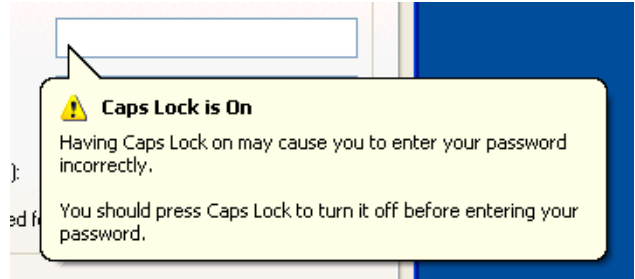 Caps Lock is On
Having Caps Lock on may cause you to enter your password
incorrectly.
):
You should press Caps Lock to turn it off before entering your
ed f
password.